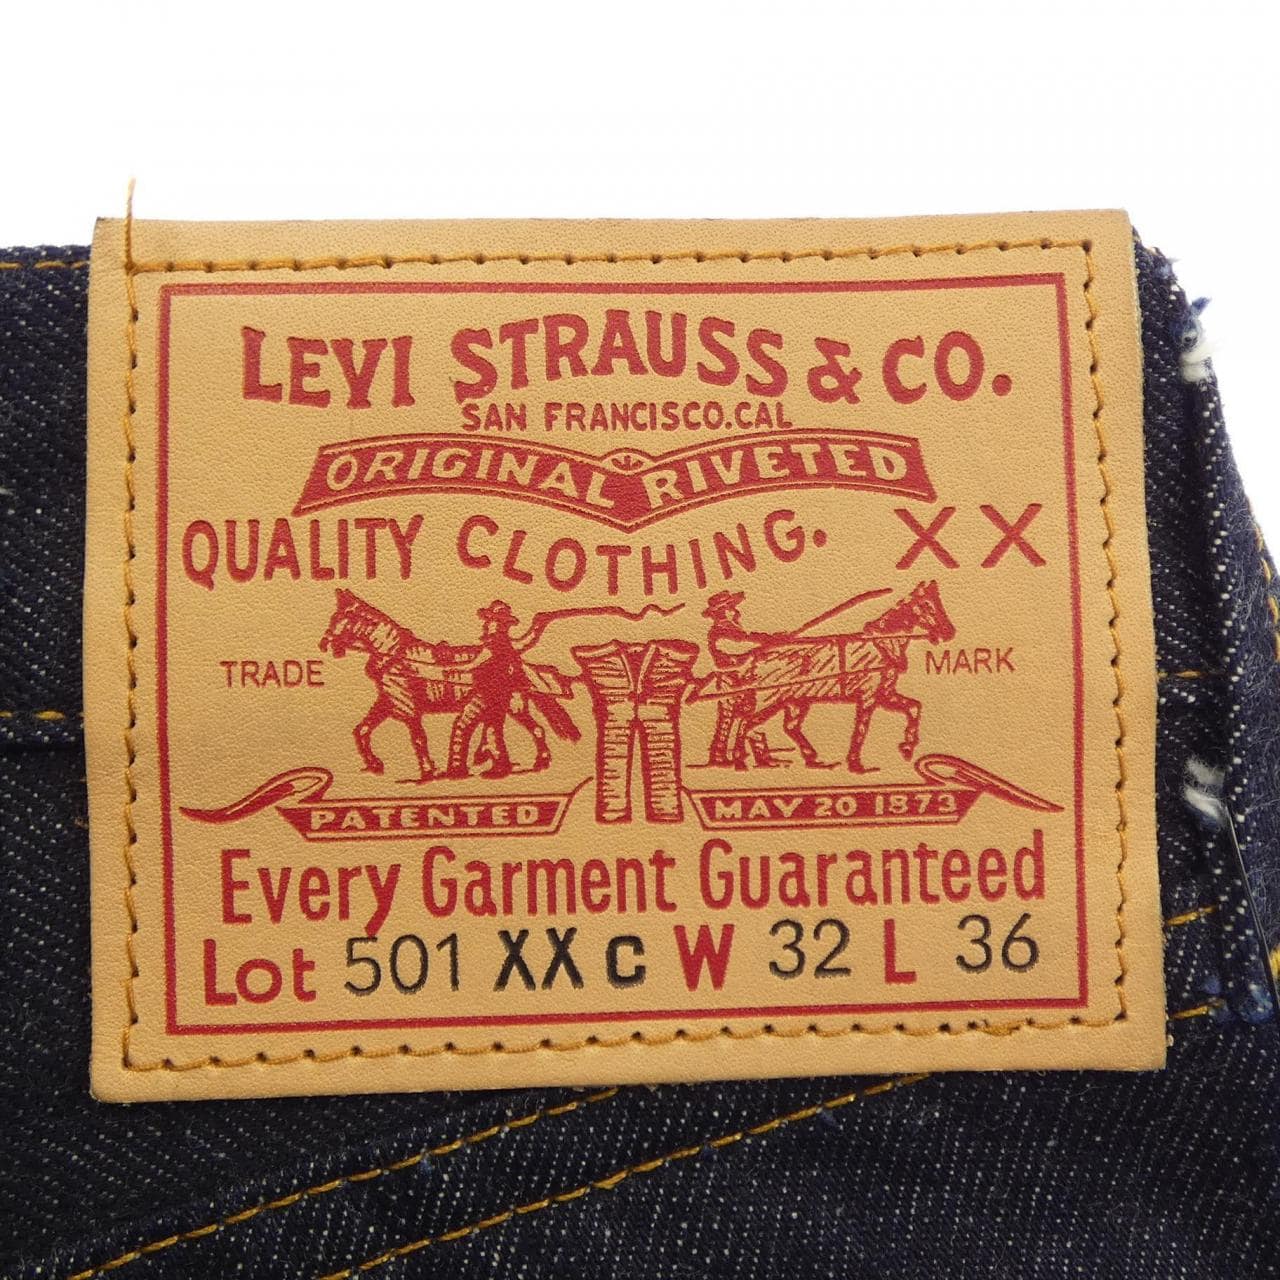 LEVI STRAUSS & CO.
SAN FRANCISCO.CAL
ORIGINAL RIVETED
QUALITY CLOTHING. XX
TRADE MARK
PATENTED MAY 20 1873
Every Garment Guaranteed
Lot 501 XX C W 32 L 36